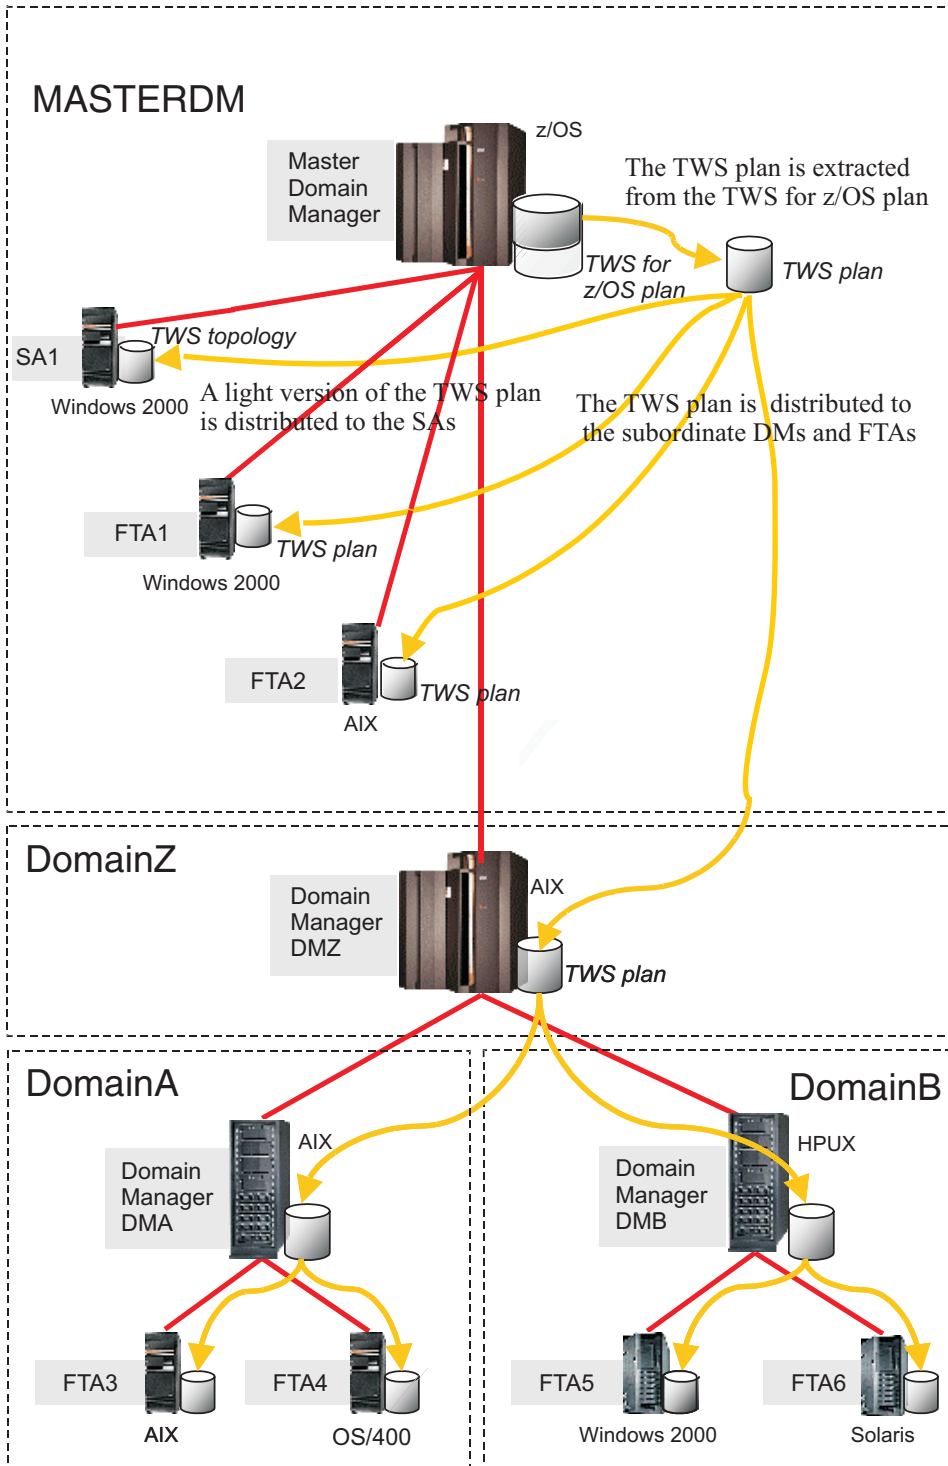 MASTERDM
z/OS
Master
Domain
Manager
The TWS plan is extracted
from the TWS for z/OS plan
TWS for
z/OS plan
TWS plan
SA1
TWS topology
Windows 2000
A light version of the TWS plan
is distributed to the SAs
The TWS plan is distributed to
the subordinate DMs and FTAs
FTA1
TWS plan
Windows 2000
FTA2
TWS plan
AIX
DomainZ
Domain
Manager
DMZ
AIX
TWS plan
DomainA
AIX
Domain
Manager
DMA
FTA3
AIX
FTA4
OS/400
DomainB
HPUX
Domain
Manager
DMB
FTA5
Windows 2000
FTA6
Solaris